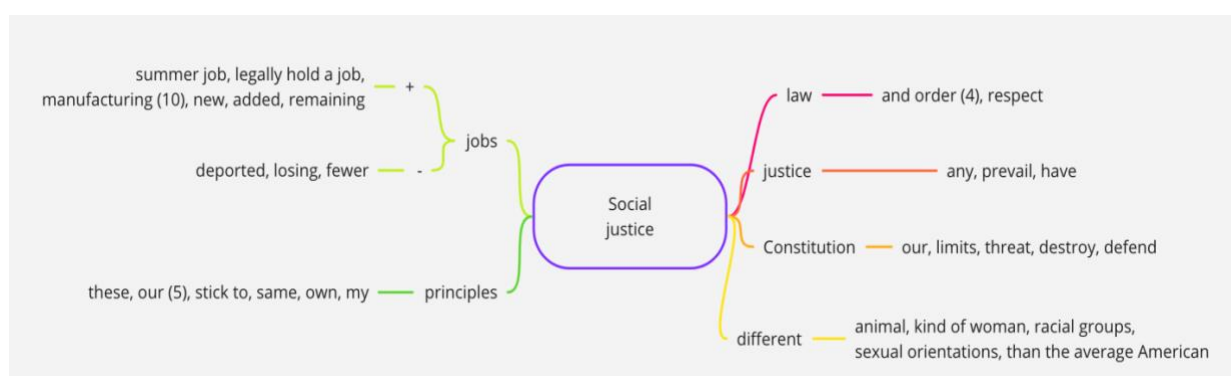 summer job, legally hold a job,
manufacturing (10), new, added, remaining
+
deported, losing, fewer
-
jobs
these, our (5), stick to, same, own, my
principles
Social
justice
law
and order (4), respect
justice
any, prevail, have
Constitution
our, limits, threat, destroy, defend
different
animal, kind of woman, racial groups,
sexual orientations, than the average American